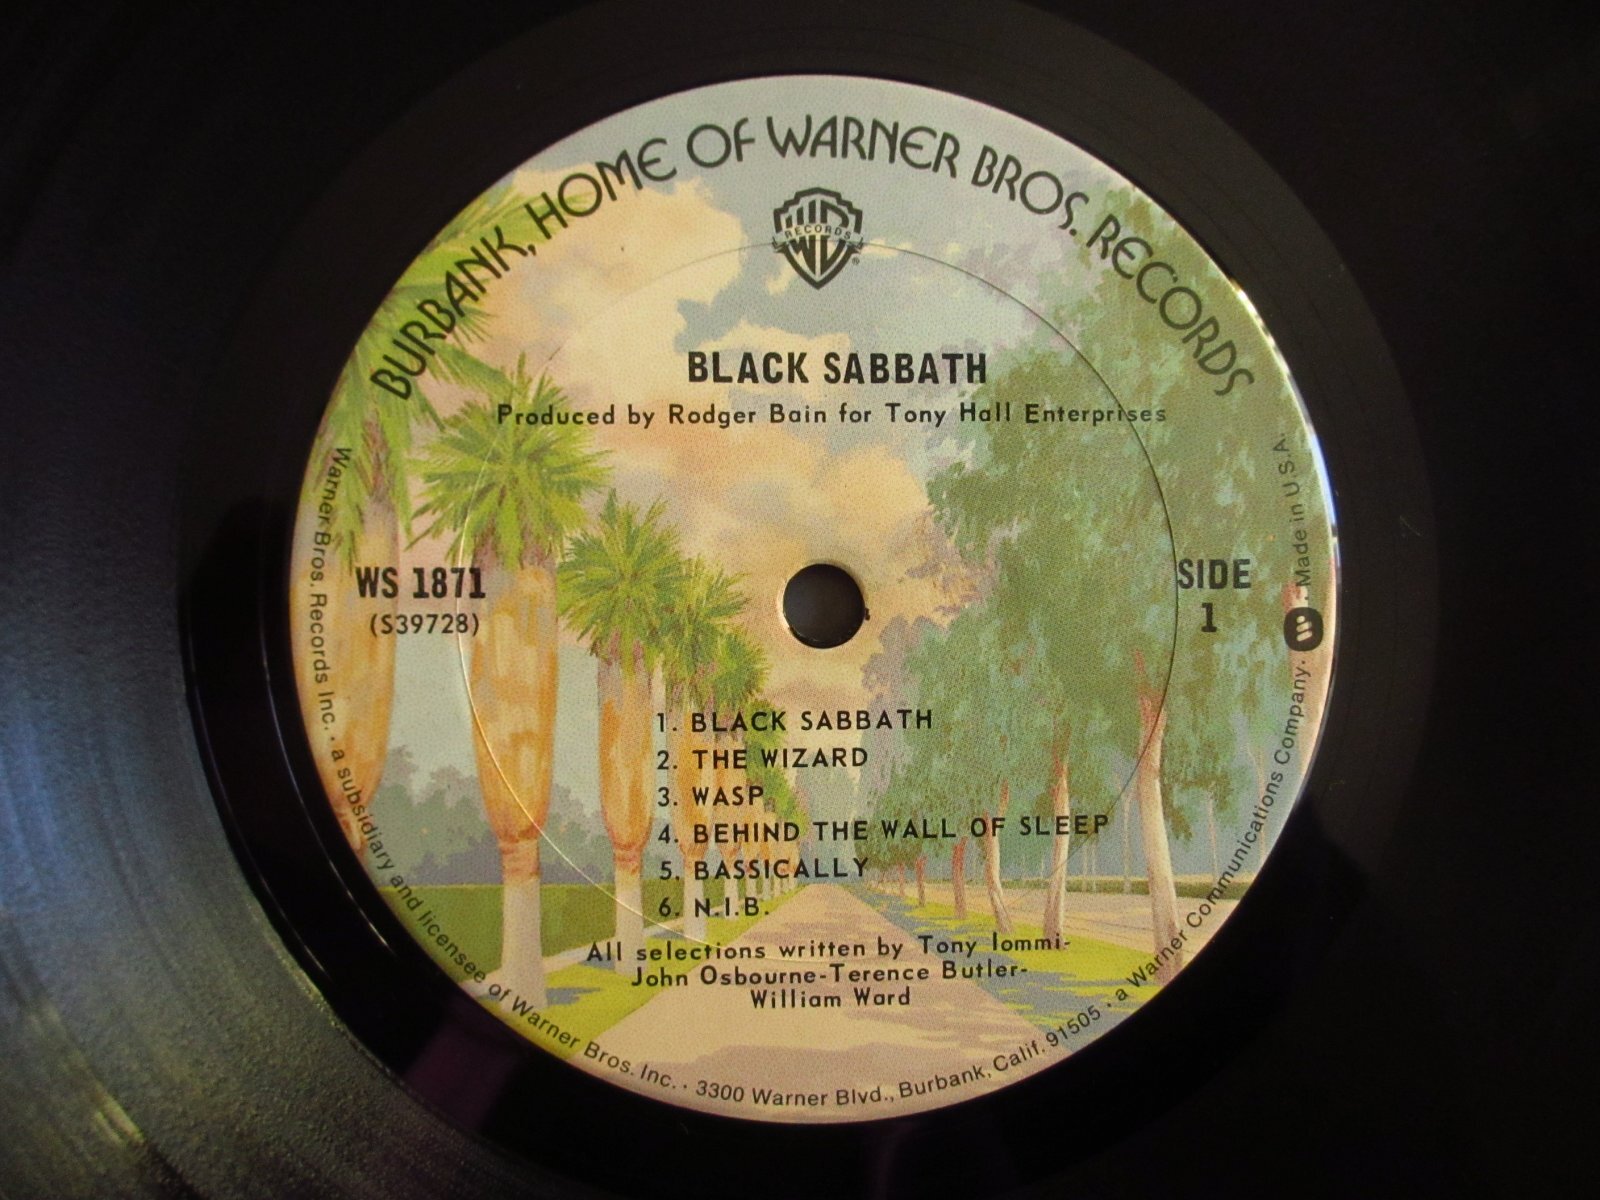 BURBANK, HOME OF WARNER BROS. RECORDS
W B
RECORDS
®
BLACK SABBATH
Produced by Rodger Bain for Tony Hall Enterprises
WS 1871
(S39728)
SIDE
1
1. BLACK SABBATH
2. THE WIZARD
3. WASP
4. BEHIND THE WALL OF SLEEP
5. BASSICALLY
6. N.I.B.
All selections written by Tony Iommi-
John Osbourne-Terence Butler-
William Ward
Warner Bros. Records Inc. · a subsidiary and licensee of Warner Bros. Inc. · 3300 Warner Blvd., Burbank, Calif. 91505 · a Warner Communications Company. · Made in U.S.A.